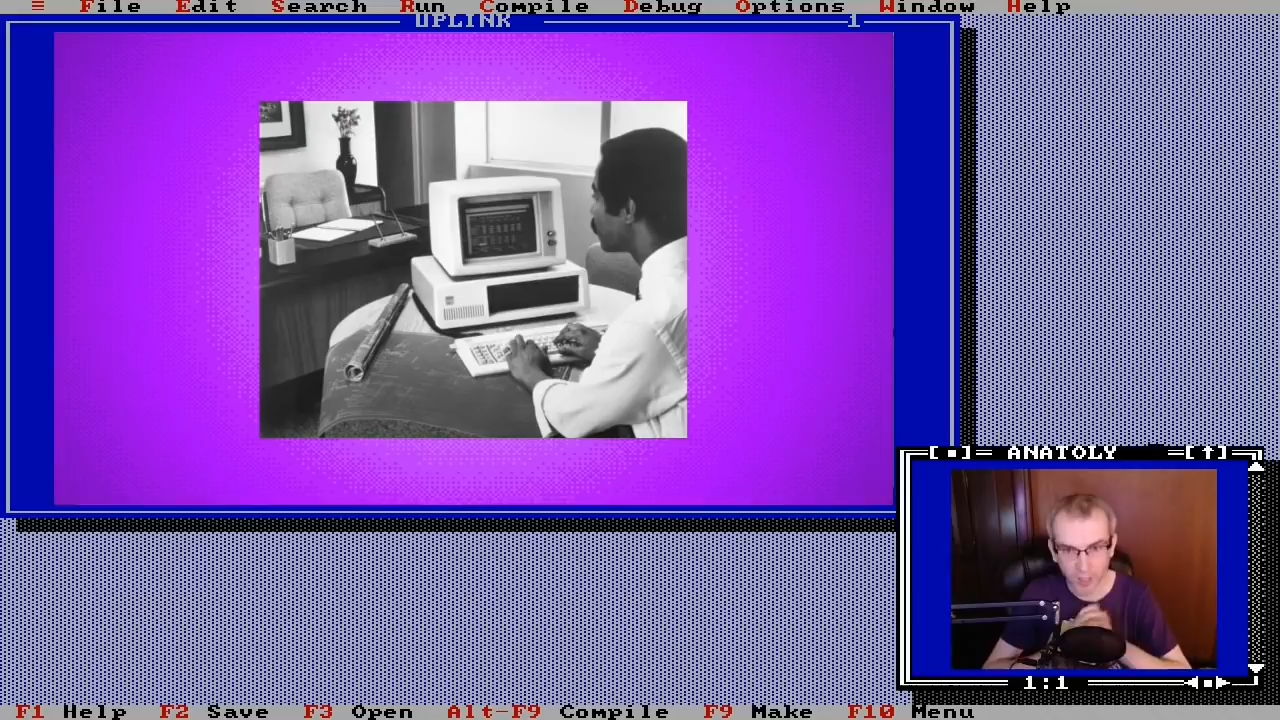 ≡ File Edit Search Run Compile Debug Options Window Help
UPLINK 1
[▪] ANATOLY [↑]
1:1
F1 Help F2 Save F3 Open Alt-F9 Compile F9 Make F10 Menu